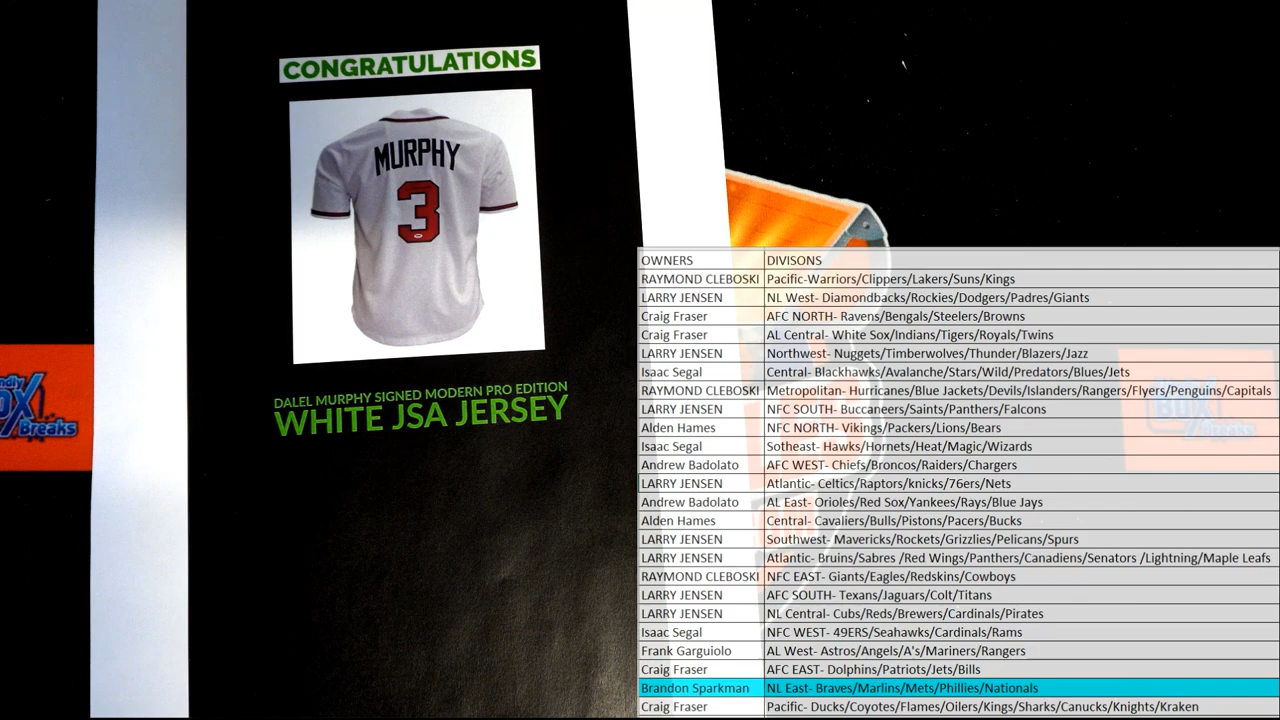 CONGRATULATIONS
MURPHY
3
DALEL MURPHY SIGNED MODERN PRO EDITION
WHITE JSA JERSEY
Breaks
OWNERS DIVISONS
RAYMOND CLEBOSKI Pacific-Warriors/Clippers/Lakers/Suns/Kings
LARRY JENSEN NL West- Diamondbacks/Rockies/Dodgers/Padres/Giants
Craig Fraser AFC NORTH- Ravens/Bengals/Steelers/Browns
Craig Fraser AL Central- White Sox/Indians/Tigers/Royals/Twins
LARRY JENSEN Northwest- Nuggets/Timberwolves/Thunder/Blazers/Jazz
Isaac Segal Central- Blackhawks/Avalanche/Stars/Wild/Predators/Blues/Jets
RAYMOND CLEBOSKI Metropolitan- Hurricanes/Blue Jackets/Devils/Islanders/Rangers/Flyers/Penguins/Capitals
LARRY JENSEN NFC SOUTH- Buccaneers/Saints/Panthers/Falcons
Alden Hames NFC NORTH- Vikings/Packers/Lions/Bears
Isaac Segal Sotheast- Hawks/Hornets/Heat/Magic/Wizards
Andrew Badolato AFC WEST- Chiefs/Broncos/Raiders/Chargers
LARRY JENSEN Atlantic- Celtics/Raptors/knicks/76ers/Nets
Andrew Badolato AL East- Orioles/Red Sox/Yankees/Rays/Blue Jays
Alden Hames Central- Cavaliers/Bulls/Pistons/Pacers/Bucks
LARRY JENSEN Southwest- Mavericks/Rockets/Grizzlies/Pelicans/Spurs
LARRY JENSEN Atlantic- Bruins/Sabres /Red Wings/Panthers/Canadiens/Senators /Lightning/Maple Leafs
RAYMOND CLEBOSKI NFC EAST- Giants/Eagles/Redskins/Cowboys
LARRY JENSEN AFC SOUTH- Texans/Jaguars/Colt/Titans
LARRY JENSEN NL Central- Cubs/Reds/Brewers/Cardinals/Pirates
Isaac Segal NFC WEST- 49ERS/Seahawks/Cardinals/Rams
Frank Garguiolo AL West- Astros/Angels/A's/Mariners/Rangers
Craig Fraser AFC EAST- Dolphins/Patriots/Jets/Bills
Brandon Sparkman NL East- Braves/Marlins/Mets/Phillies/Nationals
Craig Fraser Pacific- Ducks/Coyotes/Flames/Oilers/Kings/Sharks/Canucks/Knights/Kraken